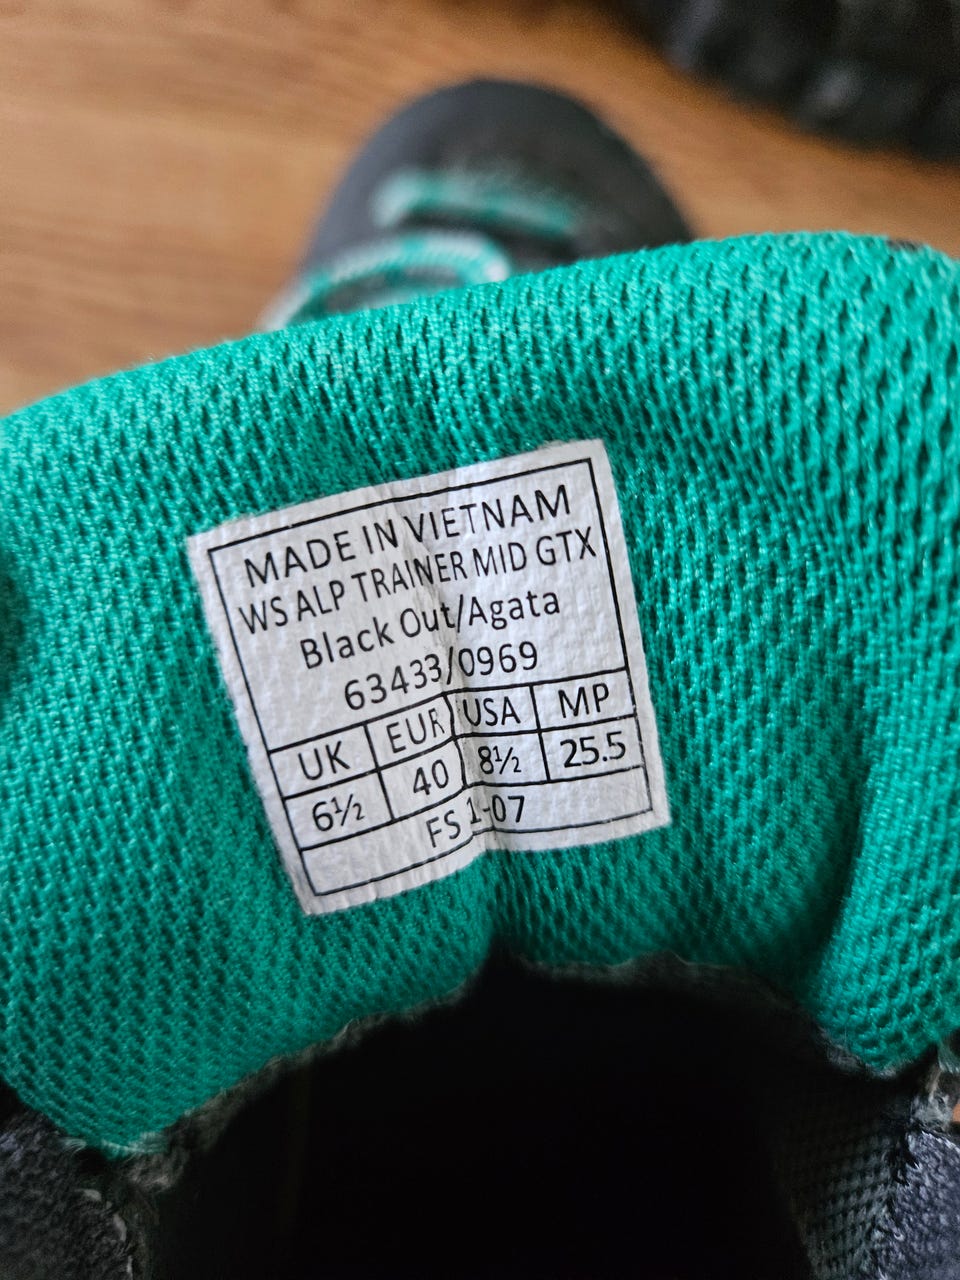 MADE IN VIETNAM
WS ALP TRAINER MID GTX
Black Out/Agata
63433/0969
UK EUR USA MP
6½ 40 8½ 25.5
FS 1-07